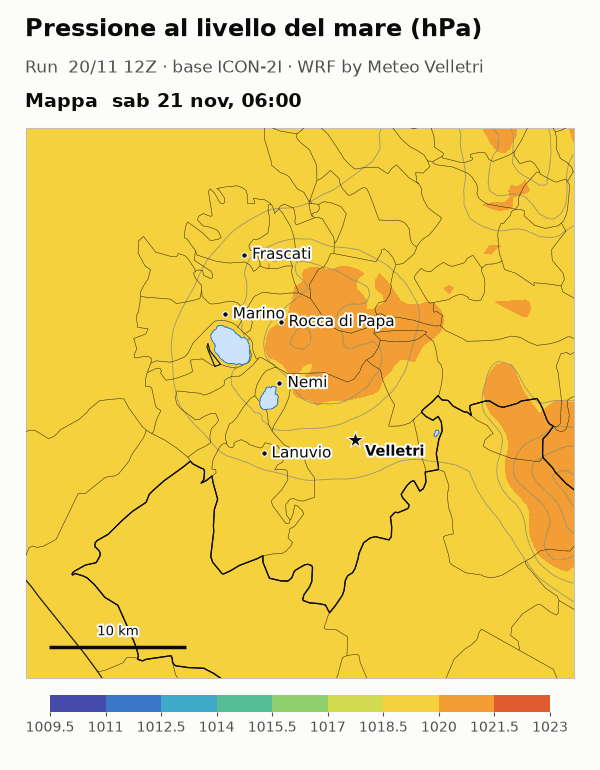 Pressione al livello del mare (hPa)
Run  20/11 12Z · base ICON-2I · WRF by Meteo Velletri
Mappa  sab 21 nov, 06:00
Frascati
Marino
Rocca di Papa
Nemi
Lanuvio
Velletri
10 km
1009.5 1011 1012.5 1014 1015.5 1017 1018.5 1020 1021.5 1023